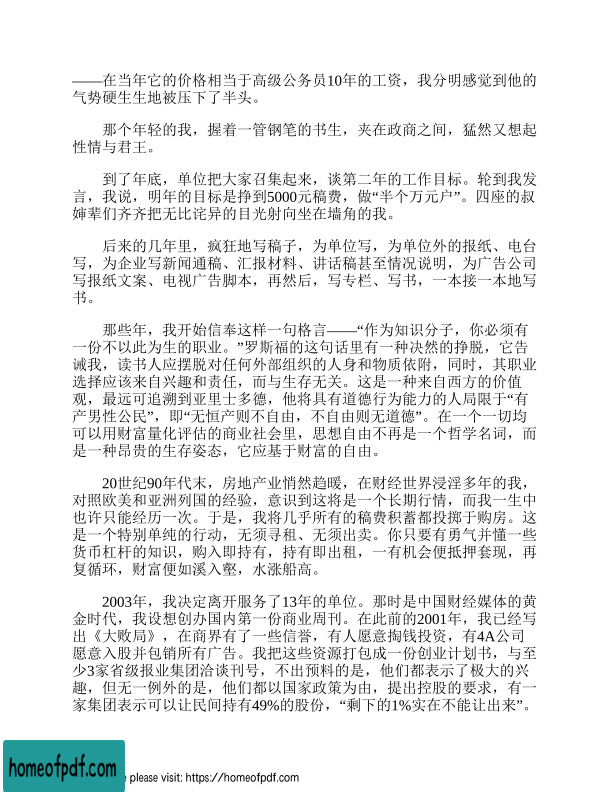 ——在当年它的价格相当于高级公务员10年的工资，我分明感觉到他的
气势硬生生地被压下了半头。
那个年轻的我，握着一管钢笔的书生，夹在政商之间，猛然又想起
性情与君王。
到了年底，单位把大家召集起来，谈第二年的工作目标。轮到我发
言，我说，明年的目标是挣到5000元稿费，做“半个万元户”。四座的叔
婶辈们齐齐把无比诧异的目光射向坐在墙角的我。
后来的几年里，疯狂地写稿子，为单位写，为单位外的报纸、电台
写，为企业写新闻通稿、汇报材料、讲话稿甚至情况说明，为广告公司
写报纸文案、电视广告脚本，再然后，写专栏、写书，一本接一本地写
书。
那些年，我开始信奉这样一句格言——“作为知识分子，你必须有
一份不以此为生的职业。”罗斯福的这句话里有一种决然的挣脱，它告
诫我，读书人应摆脱对任何外部组织的人身和物质依附，同时，其职业
选择应该来自兴趣和责任，而与生存无关。这是一种来自西方的价值
观，最远可追溯到亚里士多德，他将具有道德行为能力的人局限于“有
产男性公民”，即“无恒产则不自由，不自由则无道德”。在一个一切均
可以用财富量化评估的商业社会里，思想自由不再是一个哲学名词，而
是一种昂贵的生存姿态，它应基于财富的自由。
20世纪90年代末，房地产业悄然趋暖，在财经世界浸淫多年的我，
对照欧美和亚洲列国的经验，意识到这将是一个长期行情，而我一生中
也许只能经历一次。于是，我将几乎所有的稿费积蓄都投掷于购房。这
是一个特别单纯的行动，无须寻租、无须出卖。你只要有勇气并懂一些
货币杠杆的知识，购入即持有，持有即出租，一有机会便抵押套现，再
复循环，财富便如溪入壑，水涨船高。
2003年，我决定离开服务了13年的单位。那时是中国财经媒体的黄
金时代，我设想创办国内第一份商业周刊。在此前的2001年，我已经写
出《大败局》，在商界有了一些信誉，有人愿意掏钱投资，有4A公司
愿意入股并包销所有广告。我把这些资源打包成一份创业计划书，与至
少3家省级报业集团洽谈刊号，不出预料的是，他们都表示了极大的兴
趣，但无一例外的是，他们都以国家政策为由，提出控股的要求，有一
家集团表示可以让民间持有49%的股份，“剩下的1%实在不能让出来”。
homeofpdf.com
e please visit: https://homeofpdf.com